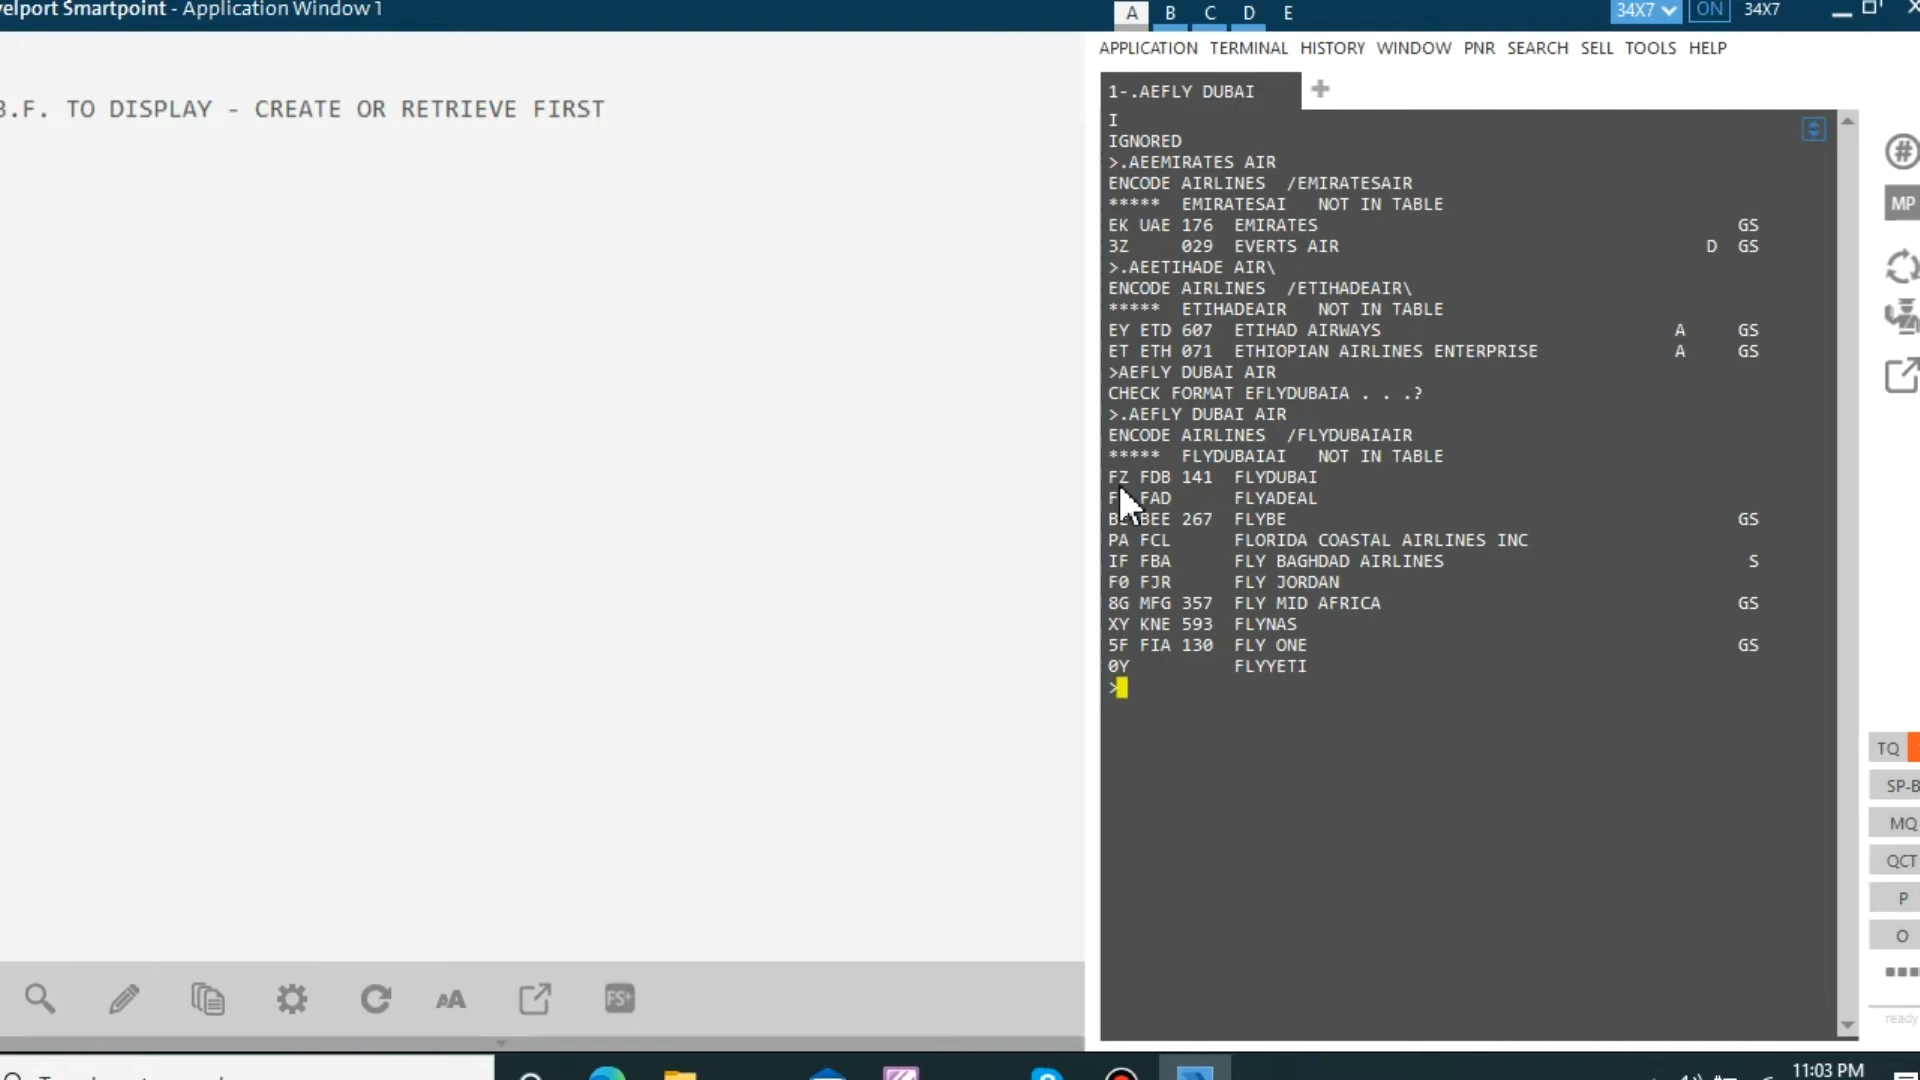 velport Smartpoint - Application Window 1
A B C D E
34X7 ON 34X7
APPLICATION TERMINAL HISTORY WINDOW PNR SEARCH SELL TOOLS HELP
B.F. TO DISPLAY - CREATE OR RETRIEVE FIRST
1-.AEFLY DUBAI
I
IGNORED
>.AEEMIRATES AIR
ENCODE AIRLINES /EMIRATESAIR
***** EMIRATESAI NOT IN TABLE
EK UAE 176 EMIRATES GS
3Z 029 EVERTS AIR D GS
>.AEETIHADE AIR\
ENCODE AIRLINES /ETIHADEAIR\
***** ETIHADEAIR NOT IN TABLE
EY ETD 607 ETIHAD AIRWAYS A GS
ET ETH 071 ETHIOPIAN AIRLINES ENTERPRISE A GS
>AEFLY DUBAI AIR
CHECK FORMAT EFLYDUBAIA . . .?
>.AEFLY DUBAI AIR
ENCODE AIRLINES /FLYDUBAIAIR
***** FLYDUBAIAI NOT IN TABLE
FZ FDB 141 FLYDUBAI
FAD FLYADEAL
BEE 267 FLYBE GS
PA FCL FLORIDA COASTAL AIRLINES INC
IF FBA FLY BAGHDAD AIRLINES S
F0 FJR FLY JORDAN
8G MFG 357 FLY MID AFRICA GS
XY KNE 593 FLYNAS
5F FIA 130 FLY ONE GS
0Y FLYYETI
>
#
MP
TQ
SP-B
MQ
QCT
P
O
ready
AA FS+
11:03 PM